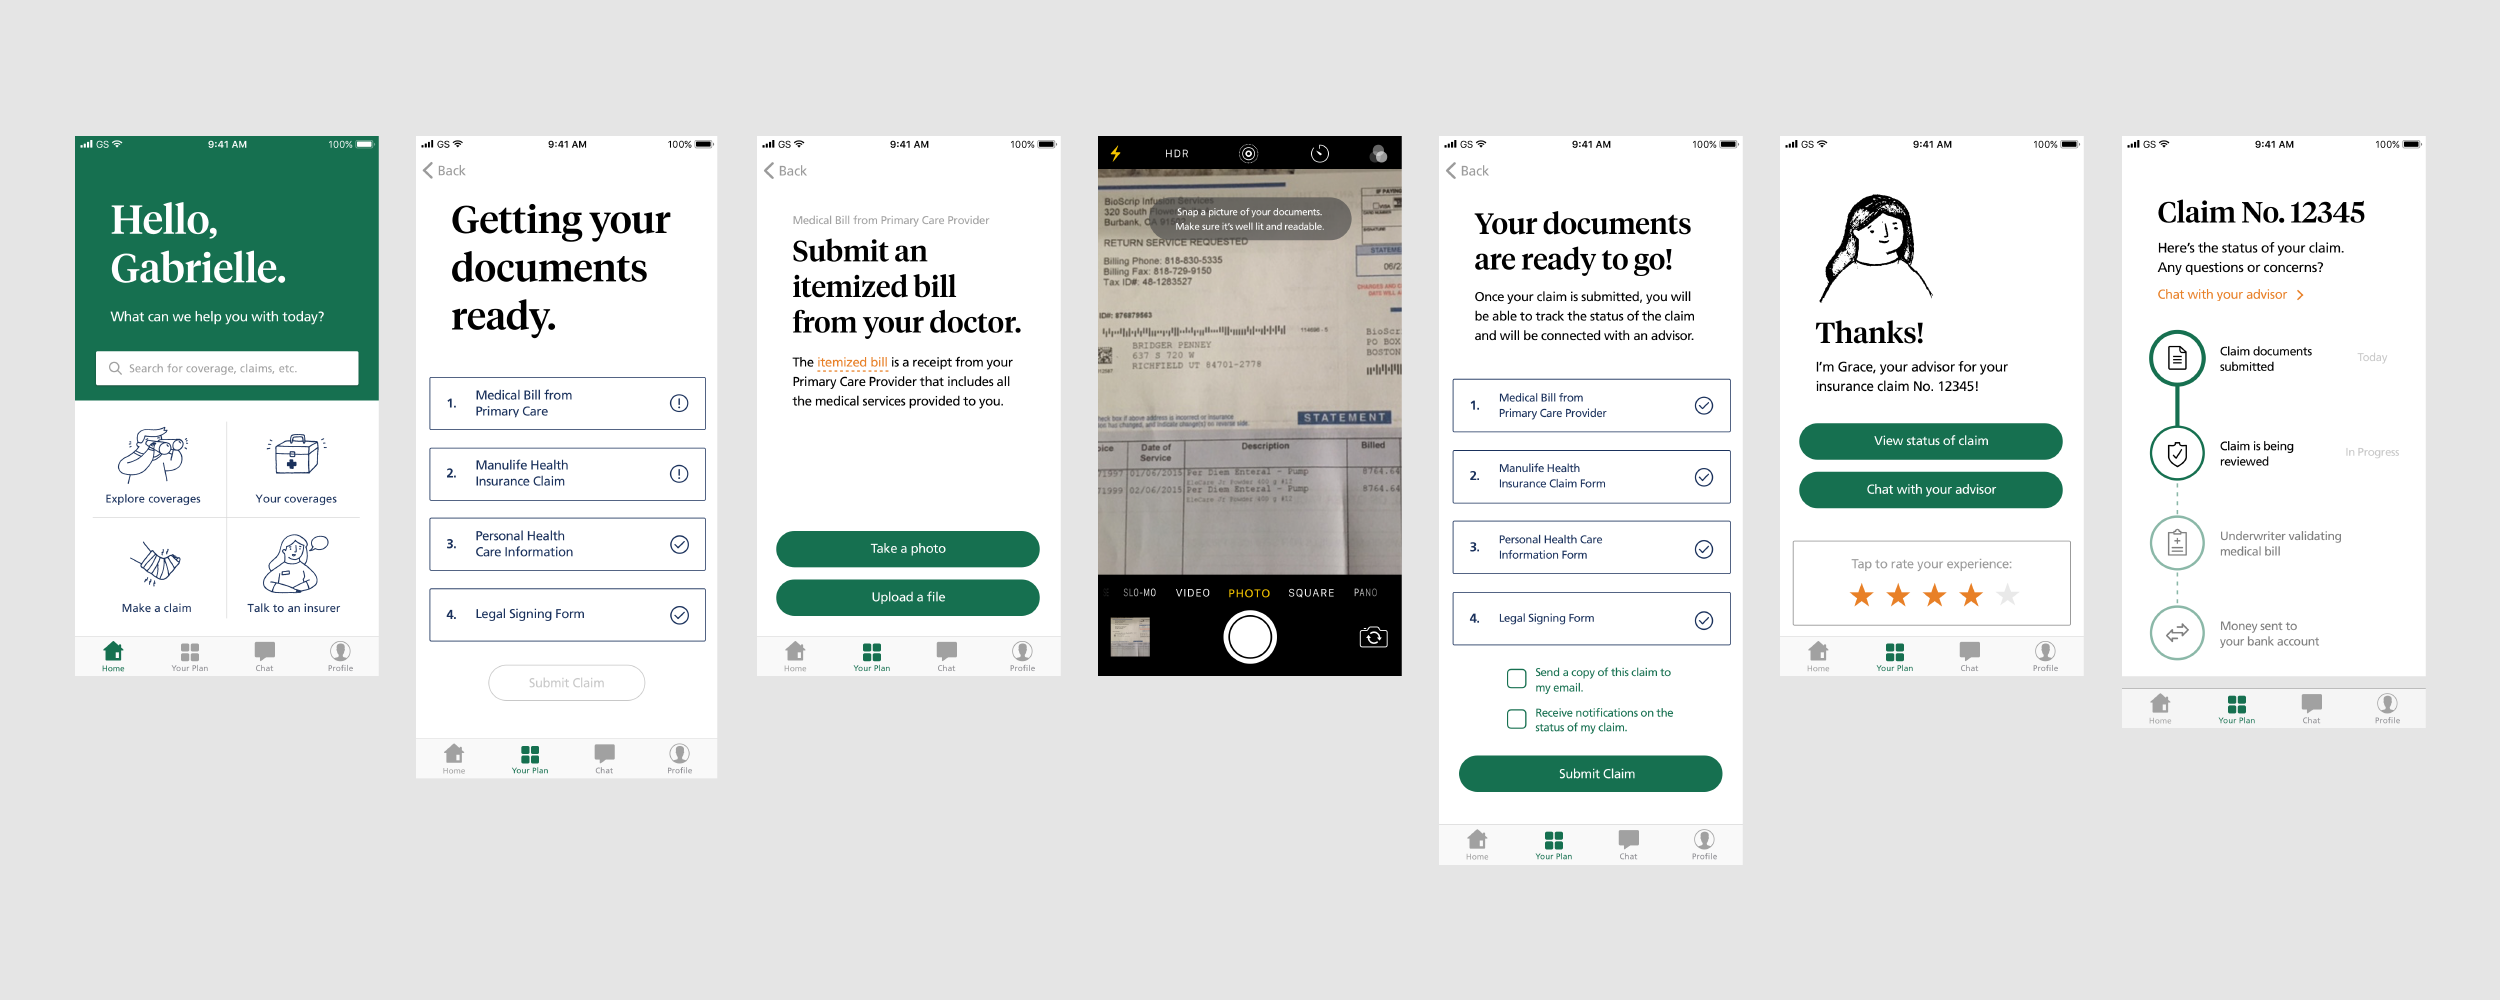 GS 9:41 AM 100%
Hello,
Gabrielle.
What can we help you with today?
Search for coverage, claims, etc.
Explore coverages
Your coverages
Make a claim
Talk to an insurer
Home Your Plan Chat Profile
GS 9:41 AM 100%
Back
Getting your
documents
ready.
1. Medical Bill from
Primary Care
2. Manulife Health
Insurance Claim
3. Personal Health
Care Information
4. Legal Signing Form
Submit Claim
Home Your Plan Chat Profile
GS 9:41 AM 100%
Back
Medical Bill from Primary Care Provider
Submit an
itemized bill
from your doctor.
The itemized bill is a receipt from your
Primary Care Provider that includes all
the medical services provided to you.
Take a photo
Upload a file
Home Your Plan Chat Profile
HDR
BioScrip Infusion Services
320 South Flower
Burbank, CA
Snap a picture of your documents.
Make sure it's well lit and readable.
RETURN SERVICE REQUESTED
Billing Phone: 818-830-5335
Billing Fax: 818-729-9150
Tax ID#: 48-1283527
ID#: 876879563
BRIDGER PENNEY
637 S 720 W
RICHFIELD UT 84701-2778
BioScr
PO BOX
BOSTON
STATEMENT
Date of
Service
Description
Billed
01/06/2015 Per Diem Enteral - Pump 8764.64
02/06/2015 Per Diem Enteral - Pump 8764.64
SLO-MO VIDEO PHOTO SQUARE PANO
GS 9:41 AM 100%
Back
Your documents
are ready to go!
Once your claim is submitted, you will
be able to track the status of the claim
and will be connected with an advisor.
1. Medical Bill from
Primary Care Provider
2. Manulife Health
Insurance Claim Form
3. Personal Health Care
Information Form
4. Legal Signing Form
Send a copy of this claim to
my email.
Receive notifications on the
status of my claim.
Submit Claim
Home Your Plan Chat Profile
GS 9:41 AM 100%
Thanks!
I'm Grace, your advisor for your
insurance claim No. 12345!
View status of claim
Chat with your advisor
Tap to rate your experience:
Home Your Plan Chat Profile
GS 9:41 AM 100%
Claim No. 12345
Here's the status of your claim.
Any questions or concerns?
Chat with your advisor
Claim documents
submitted
Today
Claim is being
reviewed
In Progress
Underwriter validating
medical bill
Money sent to
your bank account
Home Your Plan Chat Profile